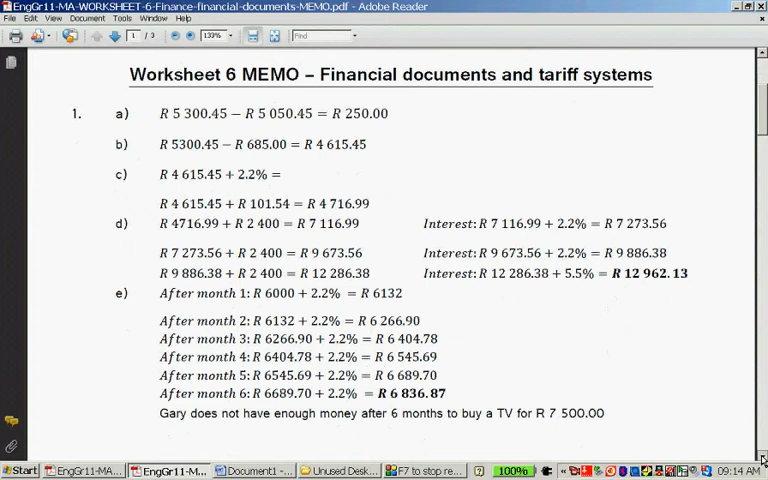 EngGr11-MA-WORKSHEET-6-Finance-financial-documents-MEMO.pdf - Adobe Reader
File Edit View Document Tools Window Help
1 / 3 133% Find
Worksheet 6 MEMO – Financial documents and tariff systems
1. a) R 5 300.45 − R 5 050.45 = R 250.00
b) R 5300.45 − R 685.00 = R 4 615.45
c) R 4 615.45 + 2.2% =
R 4 615.45 + R 101.54 = R 4 716.99
d) R 4716.99 + R 2 400 = R 7 116.99 Interest: R 7 116.99 + 2.2% = R 7 273.56
R 7 273.56 + R 2 400 = R 9 673.56 Interest: R 9 673.56 + 2.2% = R 9 886.38
R 9 886.38 + R 2 400 = R 12 286.38 Interest: R 12 286.38 + 5.5% = R 12 962.13
e) After month 1: R 6000 + 2.2% = R 6132
After month 2: R 6132 + 2.2% = R 6 266.90
After month 3: R 6266.90 + 2.2% = R 6 404.78
After month 4: R 6404.78 + 2.2% = R 6 545.69
After month 5: R 6545.69 + 2.2% = R 6 689.70
After month 6: R 6689.70 + 2.2% = R 6 836.87
Gary does not have enough money after 6 months to buy a TV for R 7 500.00
Start EngGr11-MA... EngGr11-M... Document1 -... Unused Desk... F7 to stop re... 100% 09:14 AM